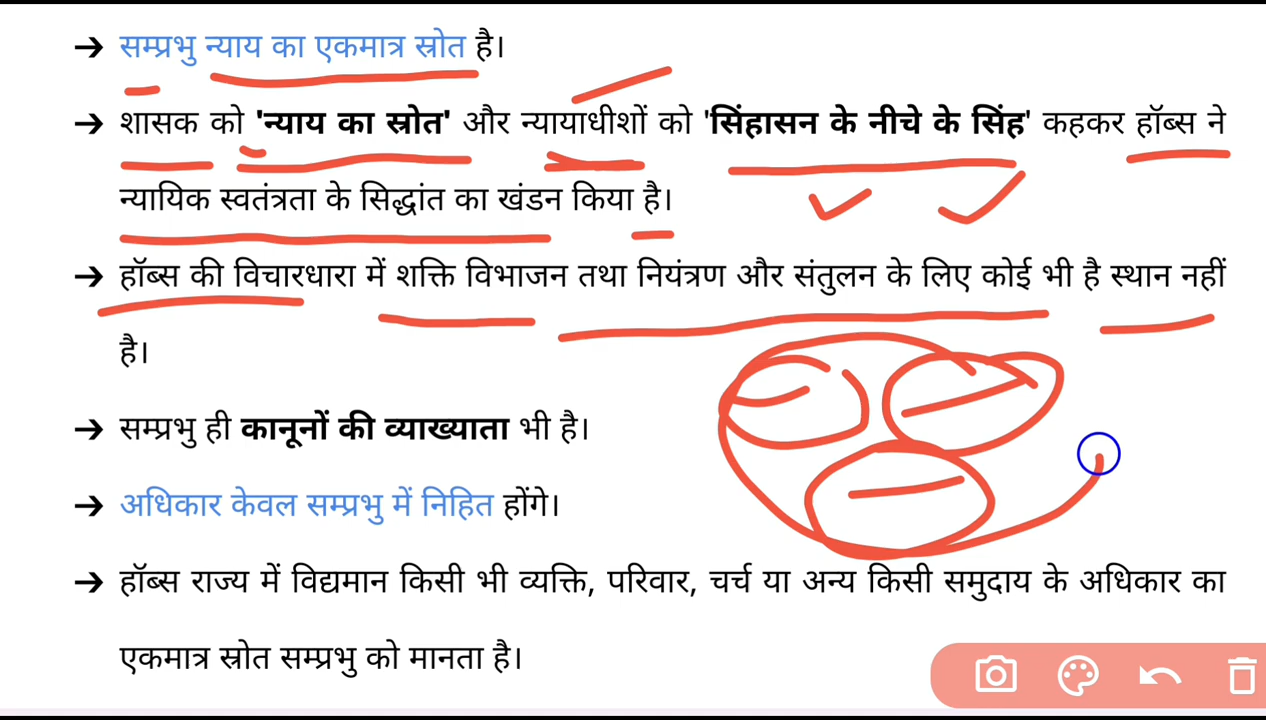 ➔ सम्प्रभु न्याय का एकमात्र स्रोत है।
➔ शासक को 'न्याय का स्रोत' और न्यायाधीशों को 'सिंहासन के नीचे के सिंह' कहकर हॉब्स ने
न्यायिक स्वतंत्रता के सिद्धांत का खंडन किया है।
➔ हॉब्स की विचारधारा में शक्ति विभाजन तथा नियंत्रण और संतुलन के लिए कोई भी है स्थान नहीं
है।
➔ सम्प्रभु ही कानूनों की व्याख्याता भी है।
➔ अधिकार केवल सम्प्रभु में निहित होंगे।
➔ हॉब्स राज्य में विद्यमान किसी भी व्यक्ति, परिवार, चर्च या अन्य किसी समुदाय के अधिकार का
एकमात्र स्रोत सम्प्रभु को मानता है।